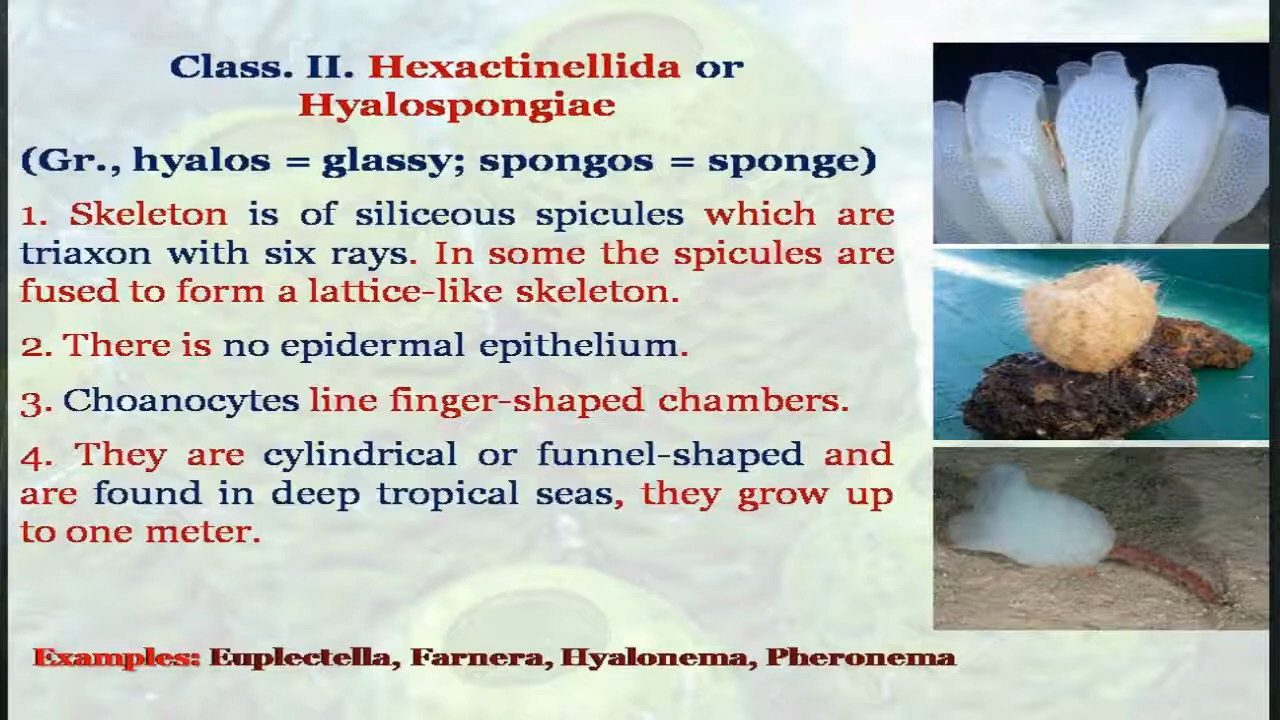 Class. II. Hexactinellida or
Hyalospongiae
(Gr., hyalos = glassy; spongos = sponge)
1. Skeleton is of siliceous spicules which are
triaxon with six rays. In some the spicules are
fused to form a lattice-like skeleton.
2. There is no epidermal epithelium.
3. Choanocytes line finger-shaped chambers.
4. They are cylindrical or funnel-shaped and
are found in deep tropical seas, they grow up
to one meter.
Examples: Euplectella, Farnera, Hyalonema, Pheronema